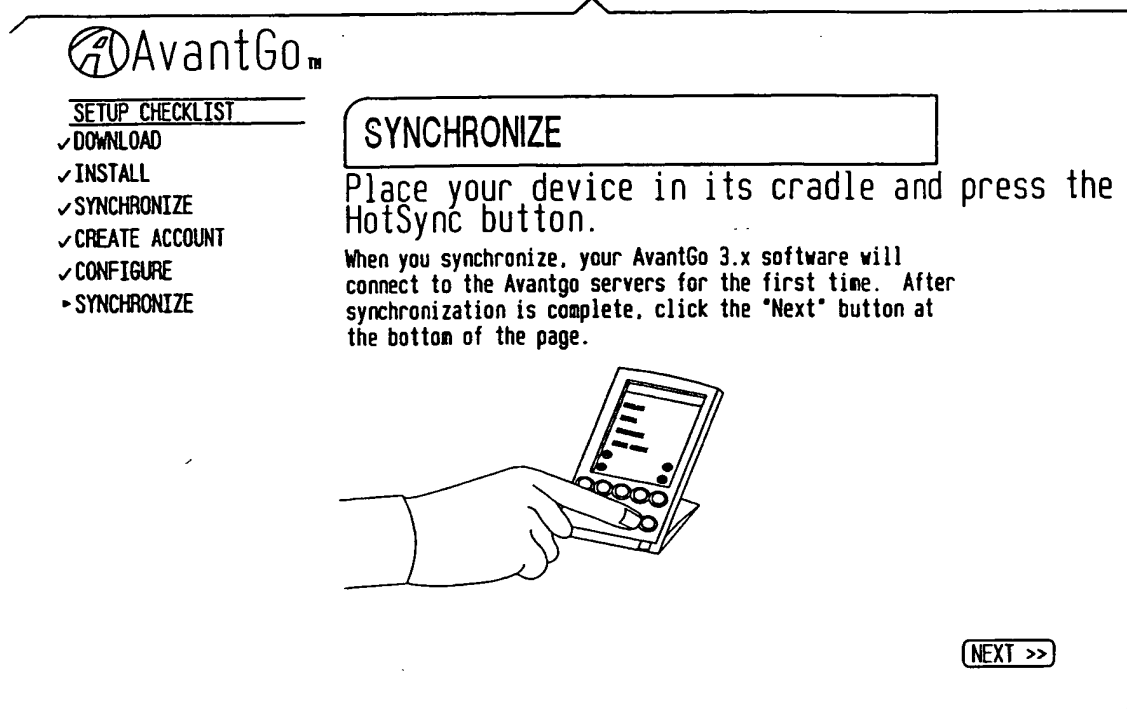 AvantGo TM
SETUP CHECKLIST
✓DOWNLOAD
✓INSTALL
✓SYNCHRONIZE
✓CREATE ACCOUNT
✓CONFIGURE
▸SYNCHRONIZE
SYNCHRONIZE
Place your device in its cradle and press the
HotSync button.
When you synchronize, your AvantGo 3.x software will
connect to the Avantgo servers for the first time. After
synchronization is complete, click the "Next" button at
the bottom of the page.
NEXT >>